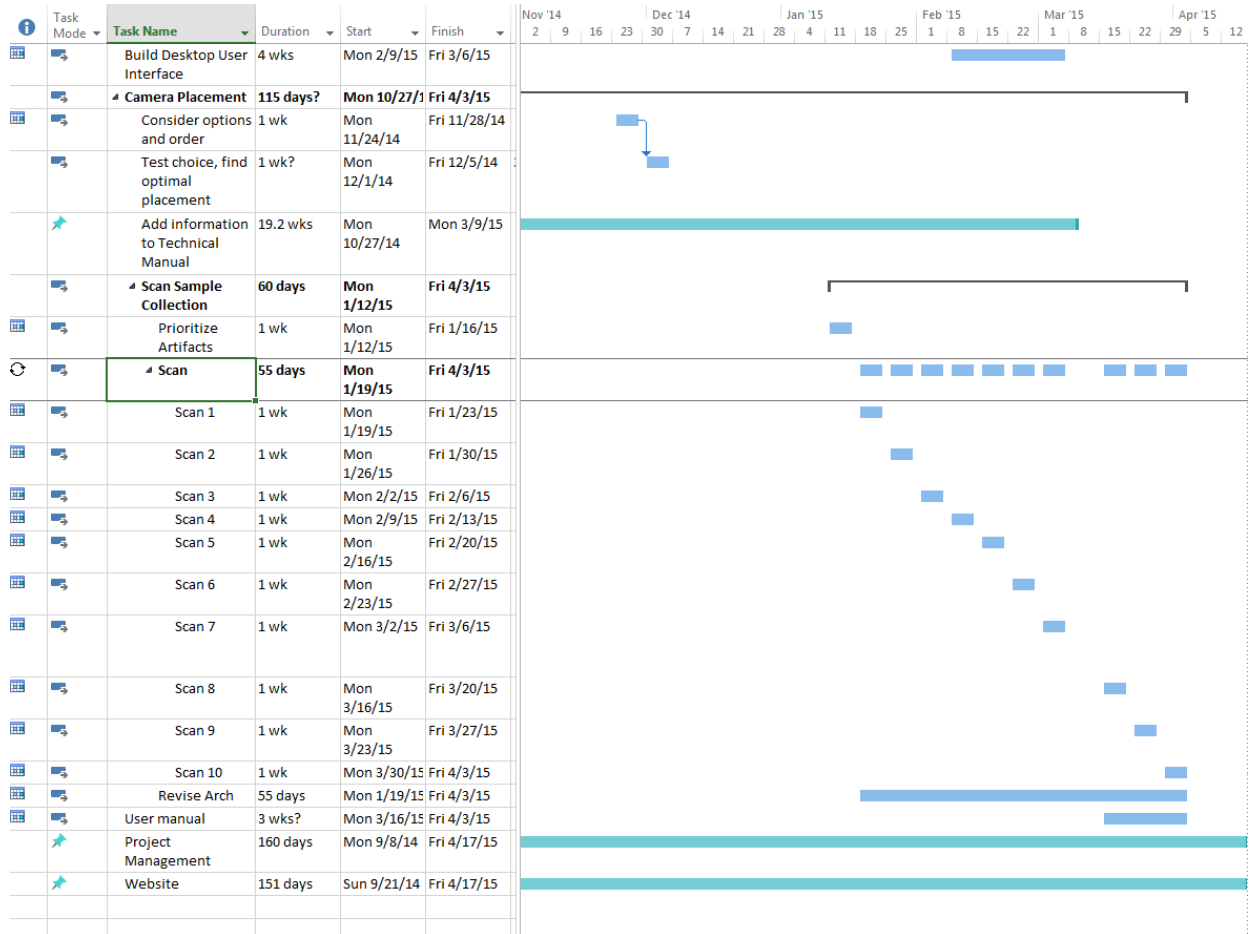 Task
Mode
Task Name
Duration
Start
Finish
Nov '14
Dec '14
Jan '15
Feb '15
Mar '15
Apr '15
2 9 16 23 30 7 14 21 28 4 11 18 25 1 8 15 22 1 8 15 22 29 5 12
Build Desktop User 4 wks Mon 2/9/15 Fri 3/6/15
Interface
Camera Placement 115 days? Mon 10/27/1 Fri 4/3/15
Consider options 1 wk Mon Fri 11/28/14
and order 11/24/14
Test choice, find 1 wk? Mon Fri 12/5/14
optimal 12/1/14
placement
Add information 19.2 wks Mon Mon 3/9/15
to Technical 10/27/14
Manual
Scan Sample 60 days Mon Fri 4/3/15
Collection 1/12/15
Prioritize 1 wk Mon Fri 1/16/15
Artifacts 1/12/15
Scan 55 days Mon Fri 4/3/15
1/19/15
Scan 1 1 wk Mon Fri 1/23/15
1/19/15
Scan 2 1 wk Mon Fri 1/30/15
1/26/15
Scan 3 1 wk Mon 2/2/15 Fri 2/6/15
Scan 4 1 wk Mon 2/9/15 Fri 2/13/15
Scan 5 1 wk Mon Fri 2/20/15
2/16/15
Scan 6 1 wk Mon Fri 2/27/15
2/23/15
Scan 7 1 wk Mon 3/2/15 Fri 3/6/15
Scan 8 1 wk Mon Fri 3/20/15
3/16/15
Scan 9 1 wk Mon Fri 3/27/15
3/23/15
Scan 10 1 wk Mon 3/30/15 Fri 4/3/15
Revise Arch 55 days Mon 1/19/15 Fri 4/3/15
User manual 3 wks? Mon 3/16/15 Fri 4/3/15
Project 160 days Mon 9/8/14 Fri 4/17/15
Management
Website 151 days Sun 9/21/14 Fri 4/17/15